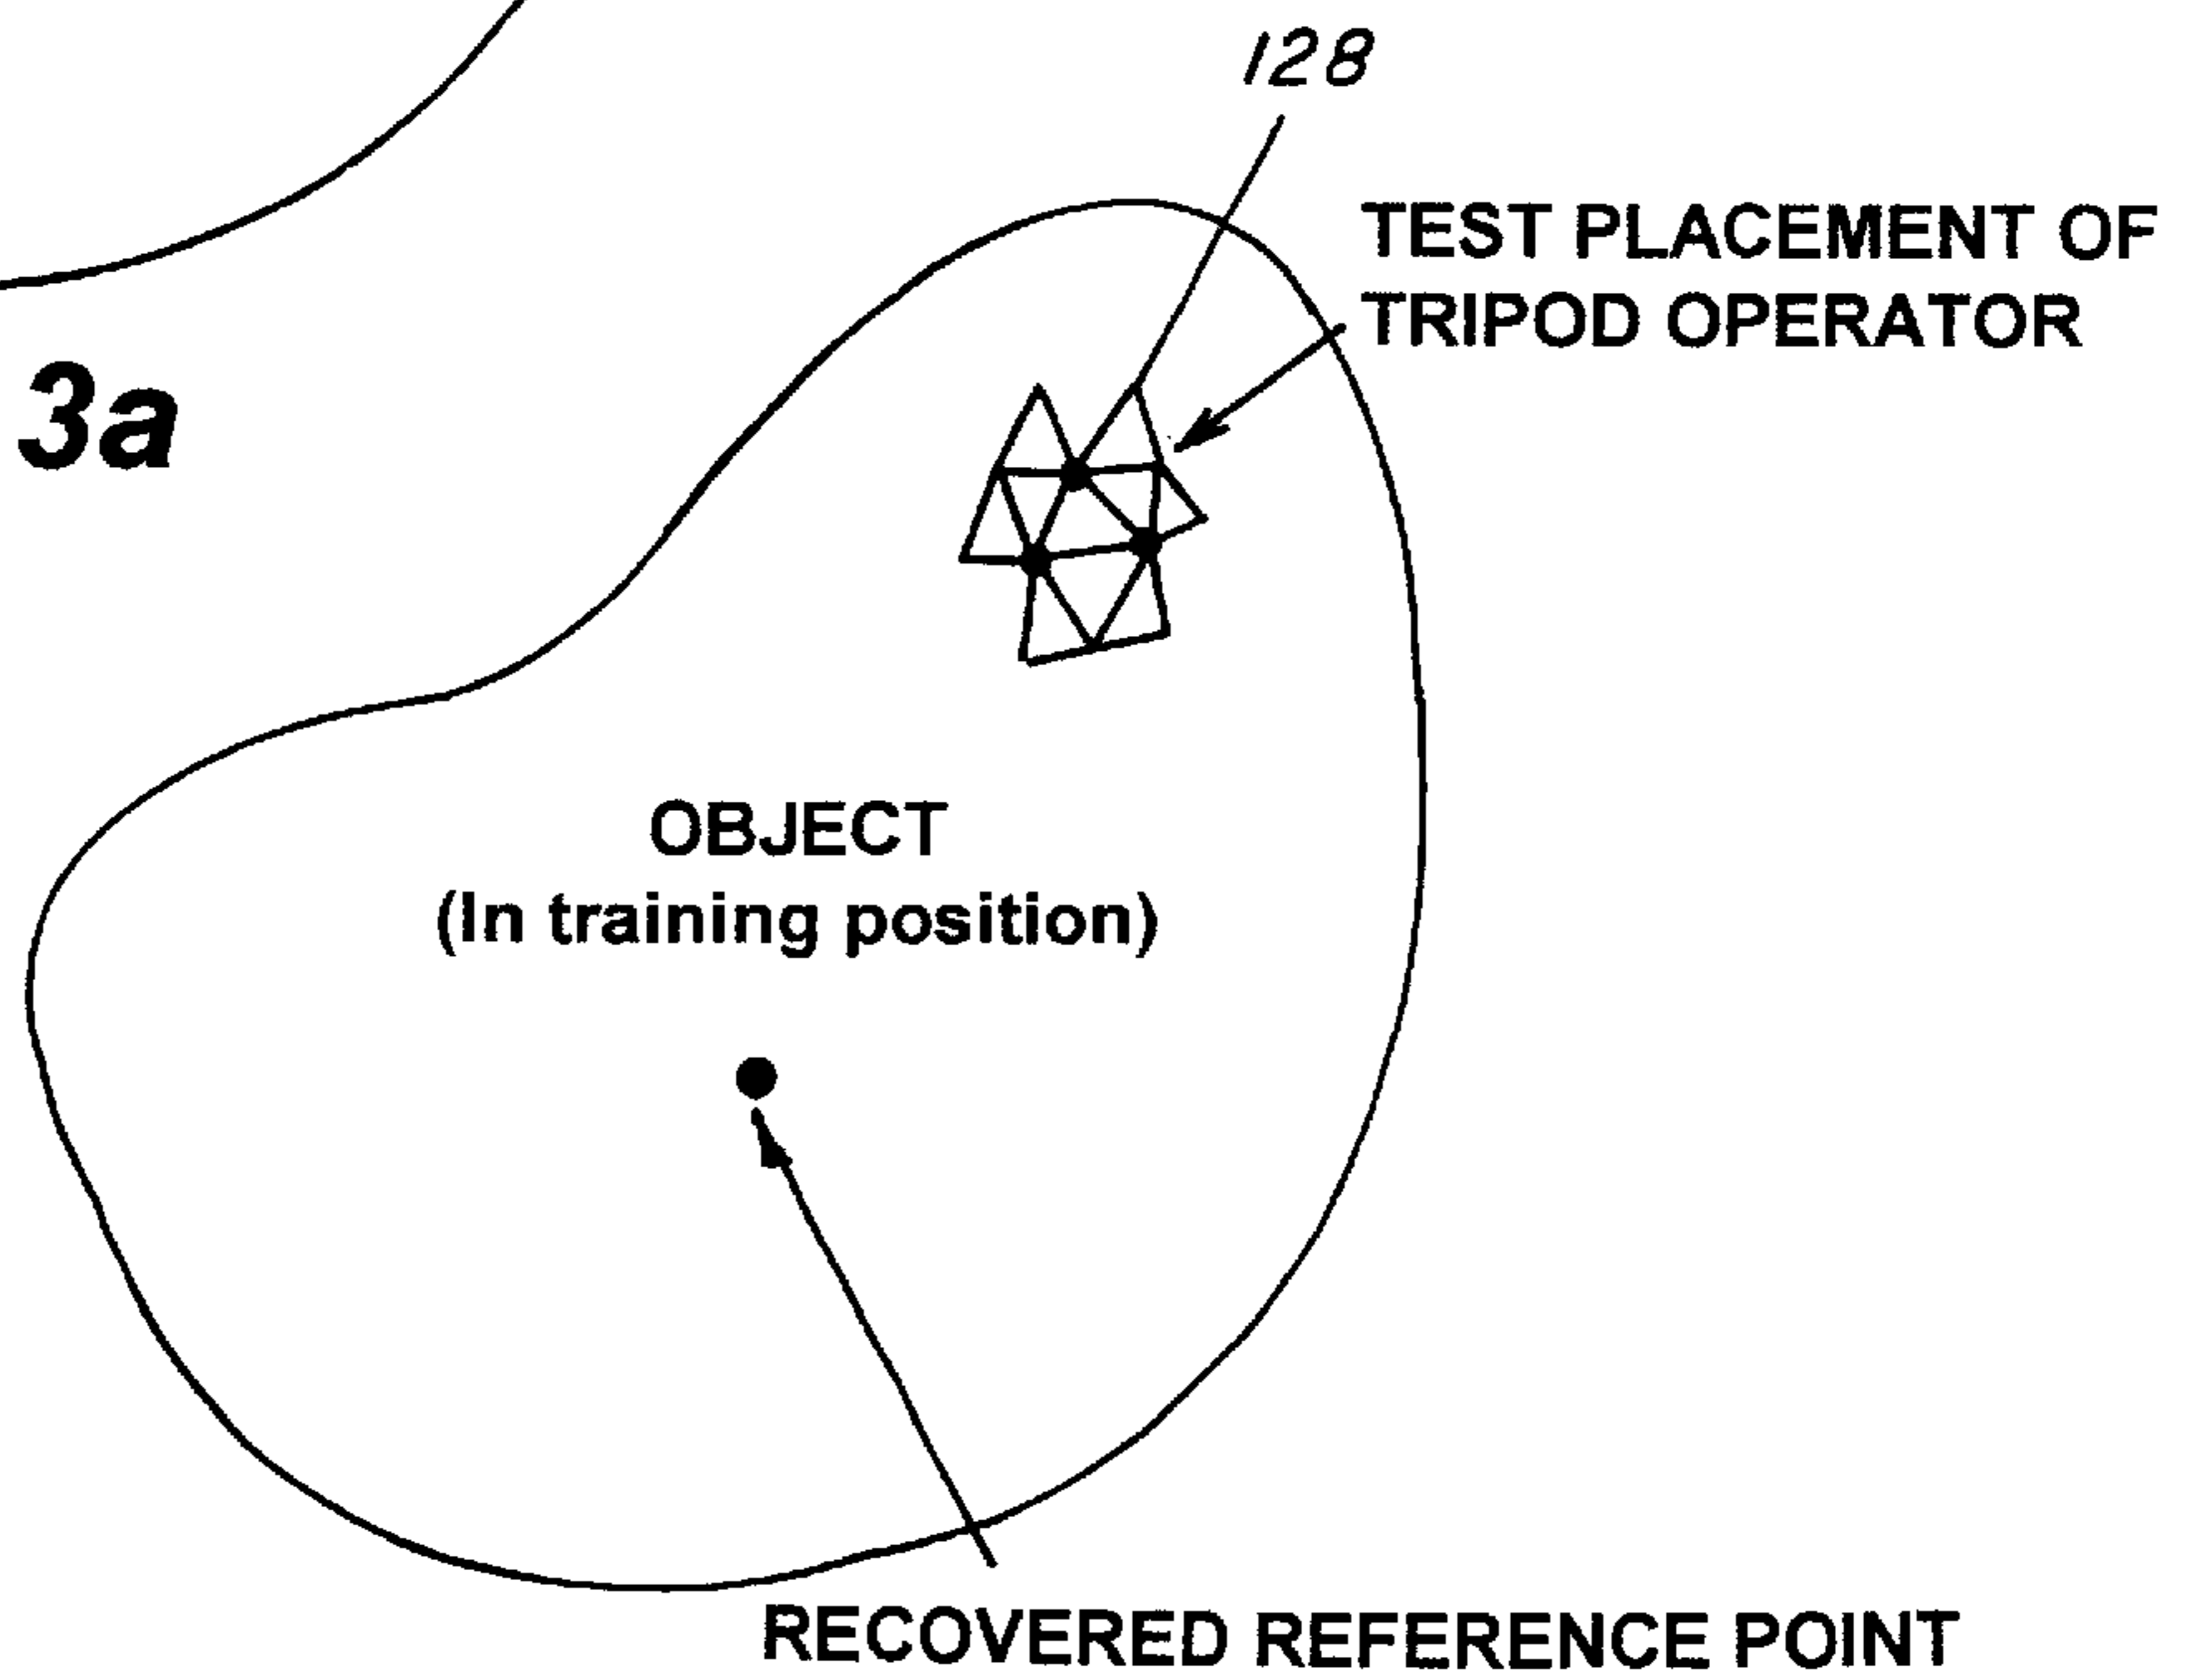 128
TEST PLACEMENT OF
TRIPOD OPERATOR
3a
OBJECT
(In training position)
RECOVERED REFERENCE POINT